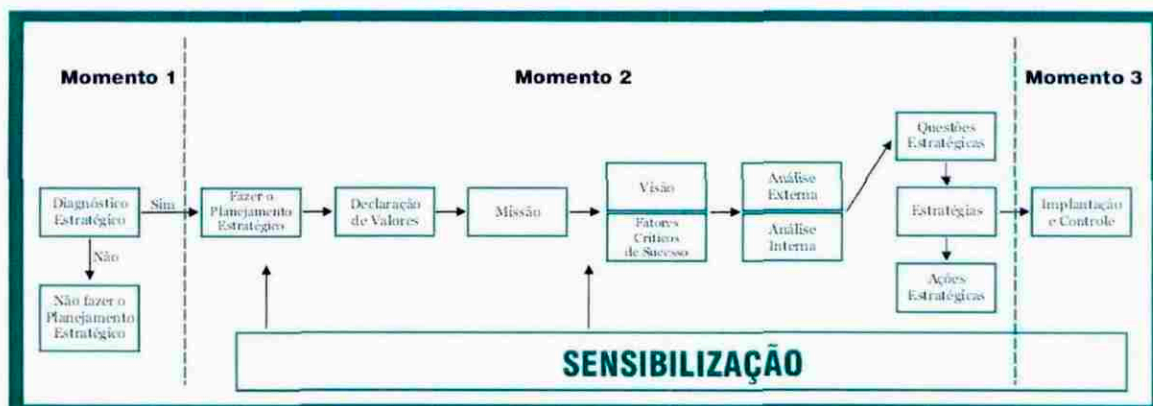 Momento 1
Momento 2
Momento 3
Diagnóstico
Estratégico
Sim
Não
Não fazer o
Planejamento
Estratégico
Fazer o
Planejamento
Estratégico
Declaração
de Valores
Missão
Visão
Fatores
Críticos
de Sucesso
Análise
Externa
Análise
Interna
Questões
Estratégicas
Estratégias
Ações
Estratégicas
Implantação
e Controle
SENSIBILIZAÇÃO